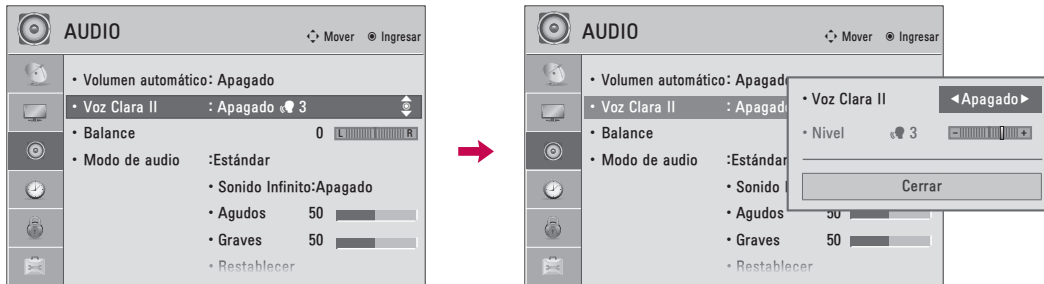 AUDIO
Mover
Ingresar
• Volumen automático: Apagado
• Voz Clara II : Apagado 3
• Balance 0 L R
• Modo de audio :Estándar
• Sonido Infinito:Apagado
• Agudos 50
• Graves 50
• Restablecer
AUDIO
Mover
Ingresar
• Volumen automático: Apagado
• Voz Clara II : Apagad
• Balance
• Modo de audio :Estándar
• Sonido
• Agudos 50
• Graves 50
• Restablecer
• Voz Clara II ◄Apagado►
• Nivel 3 - +
Cerrar